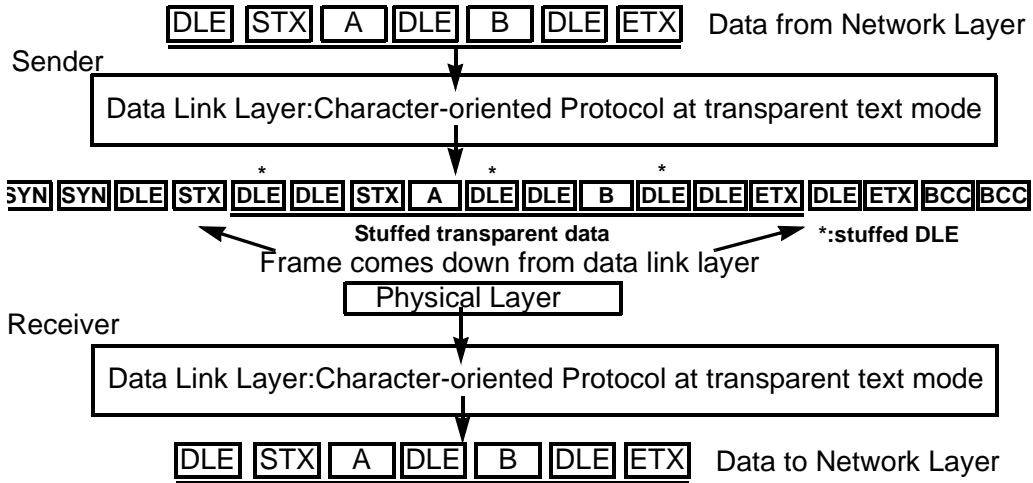 DLE STX A DLE B DLE ETX Data from Network Layer
Sender
Data Link Layer:Character-oriented Protocol at transparent text mode
* * *
SYN SYN DLE STX DLE DLE STX A DLE DLE B DLE DLE ETX DLE ETX BCC BCC
Stuffed transparent data *:stuffed DLE
Frame comes down from data link layer
Physical Layer
Receiver
Data Link Layer:Character-oriented Protocol at transparent text mode
DLE STX A DLE B DLE ETX Data to Network Layer